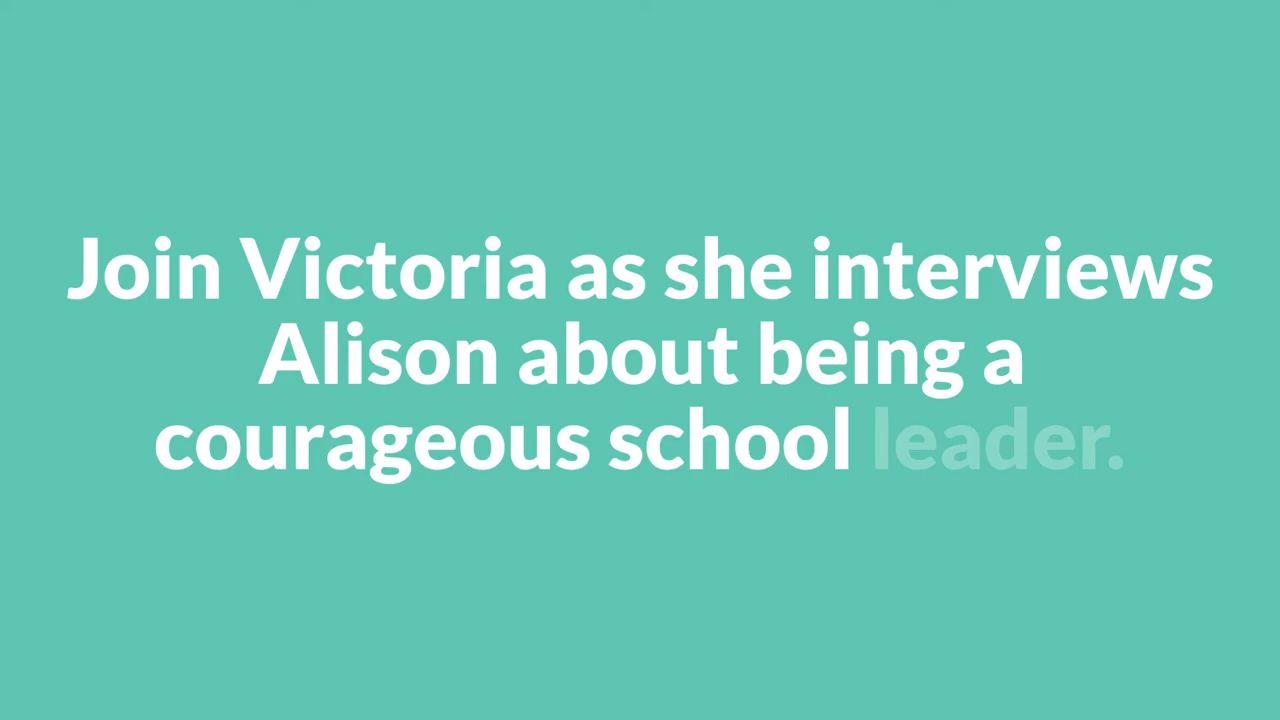 Join Victoria as she interviews
Alison about being a
courageous school leader.